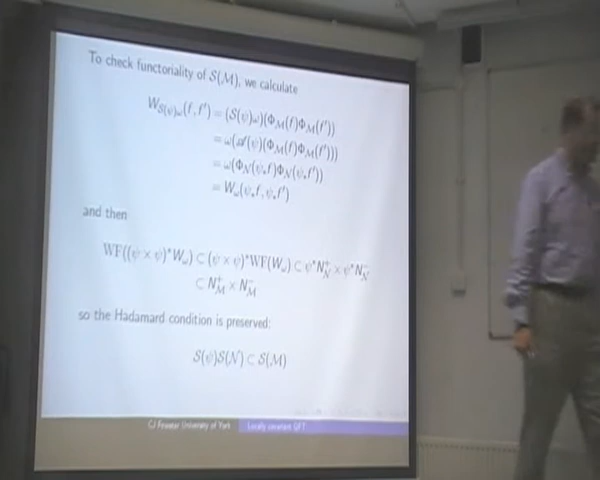 To check functoriality of 𝒮(ℳ), we calculate
W_{𝒮(ψ)ω}(f, f′) = (𝒮(ψ)ω)(Φ_ℳ(f)Φ_ℳ(f′))
= ω(𝒜(ψ)(Φ_ℳ(f)Φ_ℳ(f′)))
= ω(Φ_𝒩(ψ_*f)Φ_𝒩(ψ_*f′))
= W_ω(ψ_*f, ψ_*f′)
and then
WF((ψ × ψ)*W_ω) ⊂ (ψ × ψ)*WF(W_ω) ⊂ ψ*N_𝒩^+ × ψ*N_𝒩^-
⊂ N_ℳ^+ × N_ℳ^-
so the Hadamard condition is preserved:
𝒮(ψ)𝒮(𝒩) ⊂ 𝒮(ℳ)
CJ Fewster University of York Locally covariant QFT